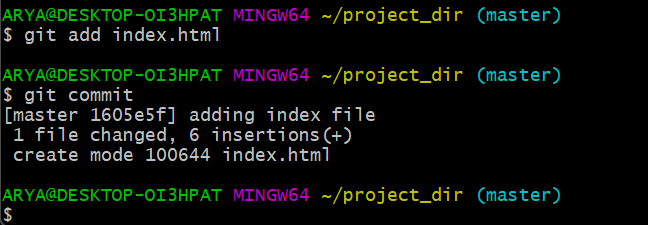 ARYA@DESKTOP-OI3HPAT MINGW64 ~/project_dir (master)
$ git add index.html
ARYA@DESKTOP-OI3HPAT MINGW64 ~/project_dir (master)
$ git commit
[master 1605e5f] adding index file
1 file changed, 6 insertions(+)
create mode 100644 index.html
ARYA@DESKTOP-OI3HPAT MINGW64 ~/project_dir (master)
$